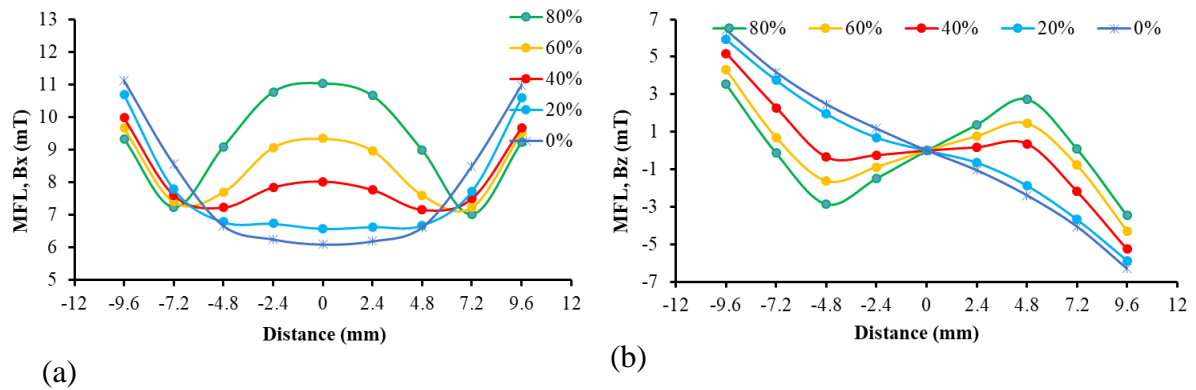 MFL, Bx (mT)
13
12
11
10
9
8
7
6
5
-12 -9.6 -7.2 -4.8 -2.4 0 2.4 4.8 7.2 9.6 12
Distance (mm)
80%
60%
40%
20%
0%
(a)
MFL, Bz (mT)
7
5
3
1
-1
-3
-5
-7
80% 60% 40% 20% 0%
-12 -9.6 -7.2 -4.8 -2.4 0 2.4 4.8 7.2 9.6 12
Distance (mm)
(b)